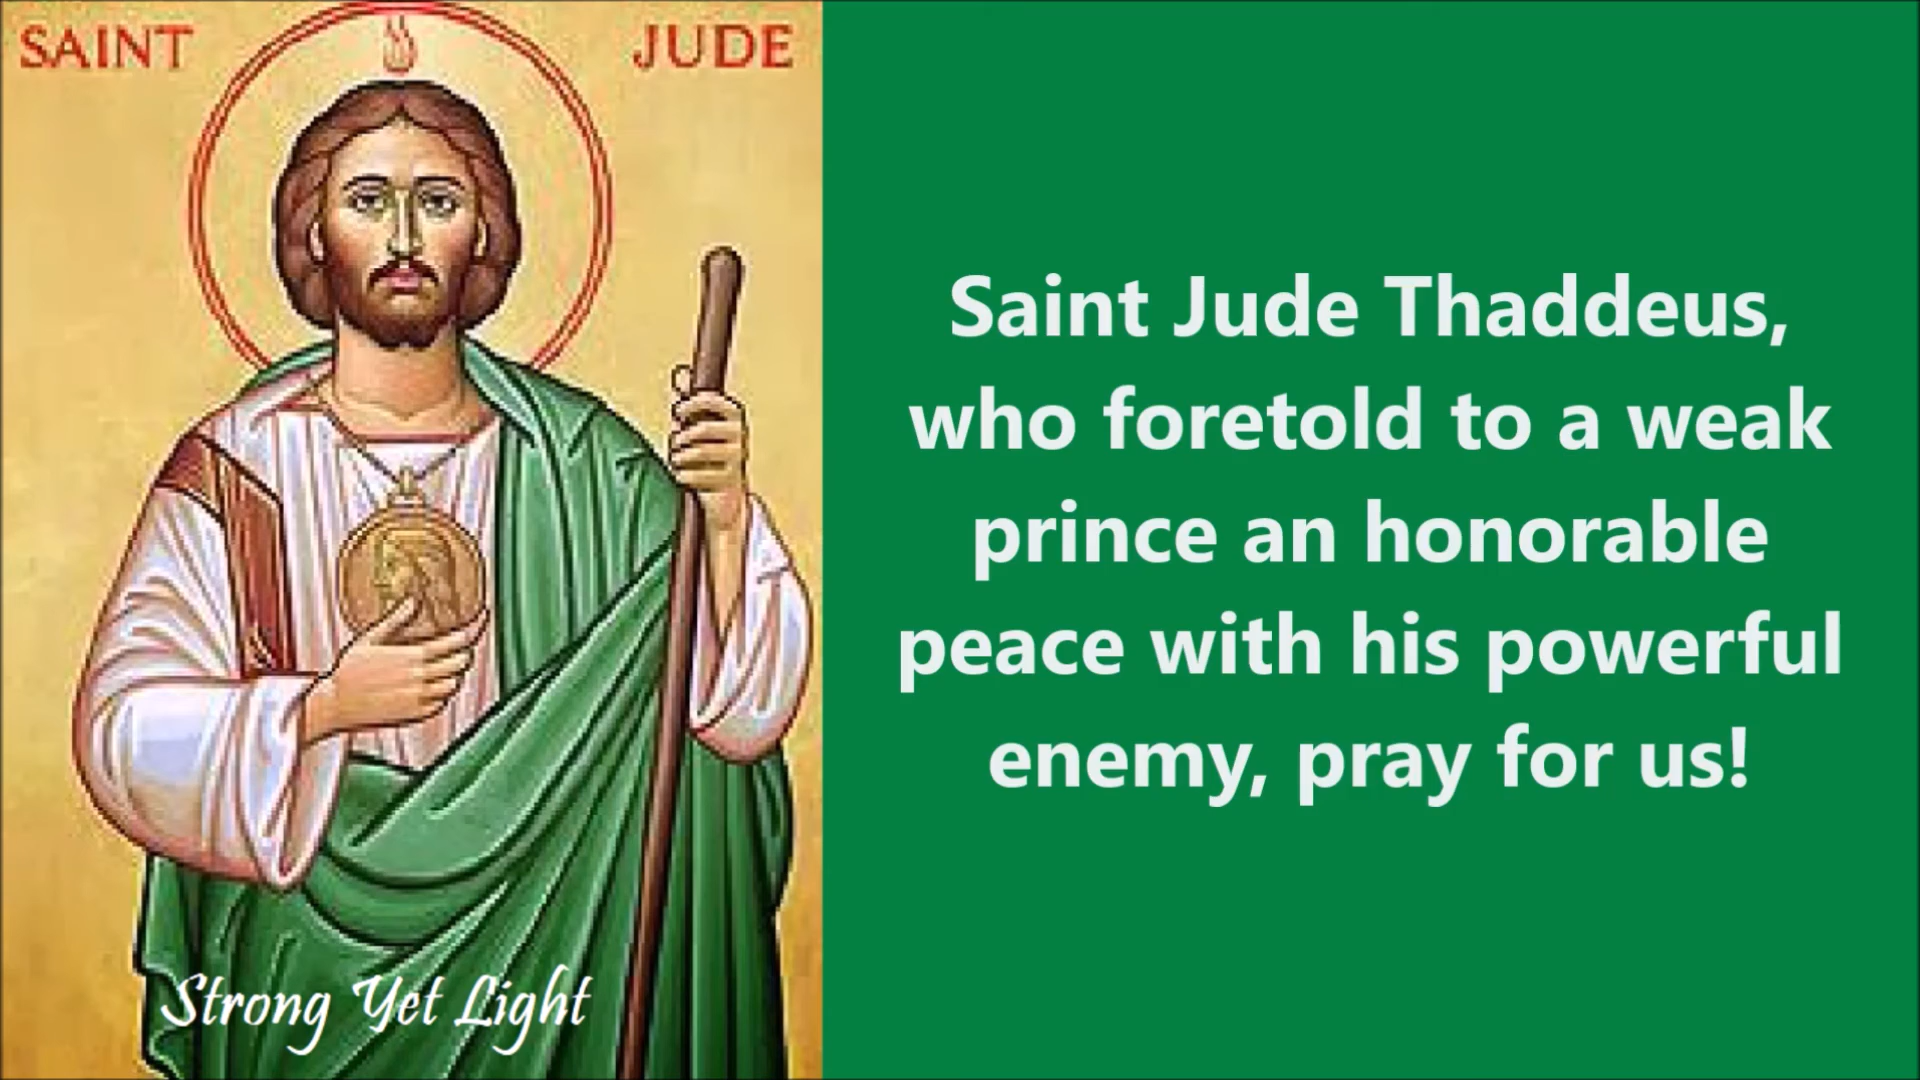 SAINT JUDE
Saint Jude Thaddeus,
who foretold to a weak
prince an honorable
peace with his powerful
enemy, pray for us!
Strong Yet Light